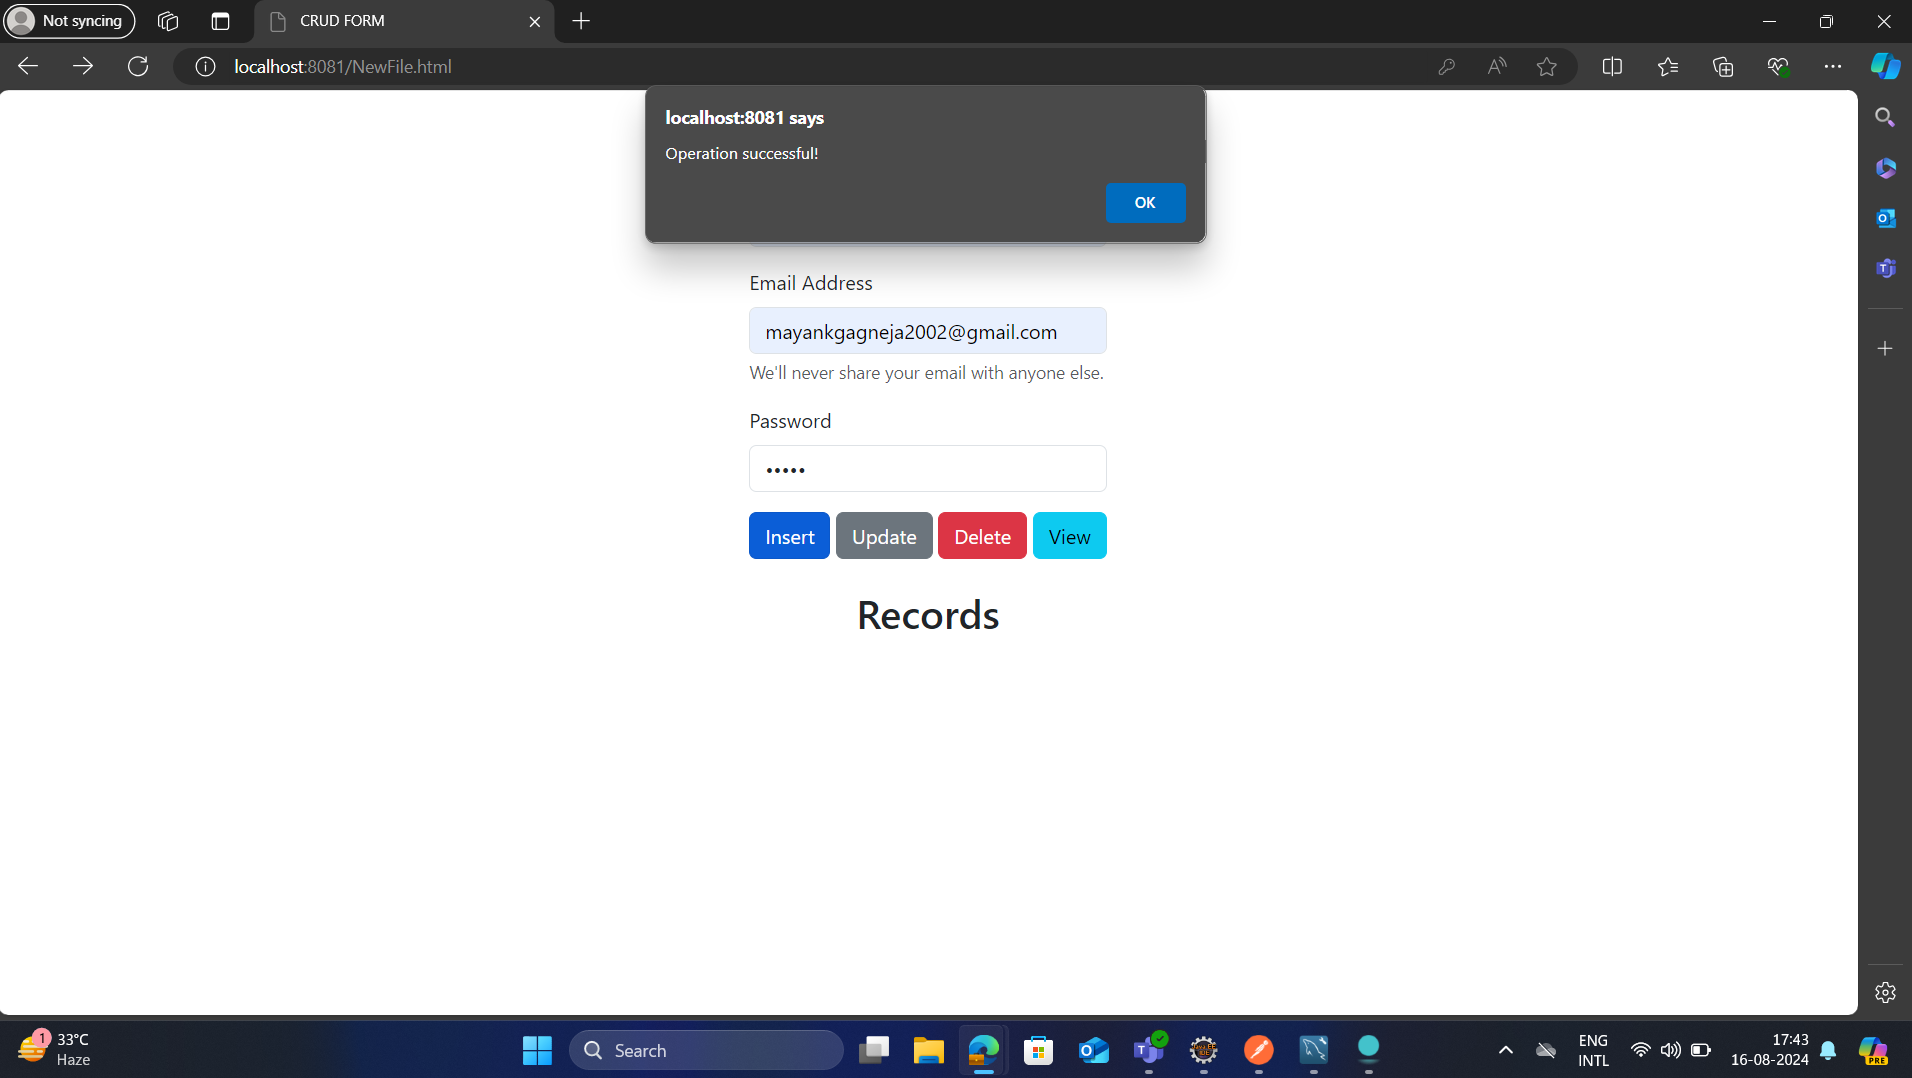 Not syncing
CRUD FORM
localhost:8081/NewFile.html
localhost:8081 says
Operation successful!
OK
Email Address
mayankgagneja2002@gmail.com
We'll never share your email with anyone else.
Password
•••••
Insert Update Delete View
Records
1
33°C
Haze
Search
ENG
INTL
17:43
16-08-2024
PRE